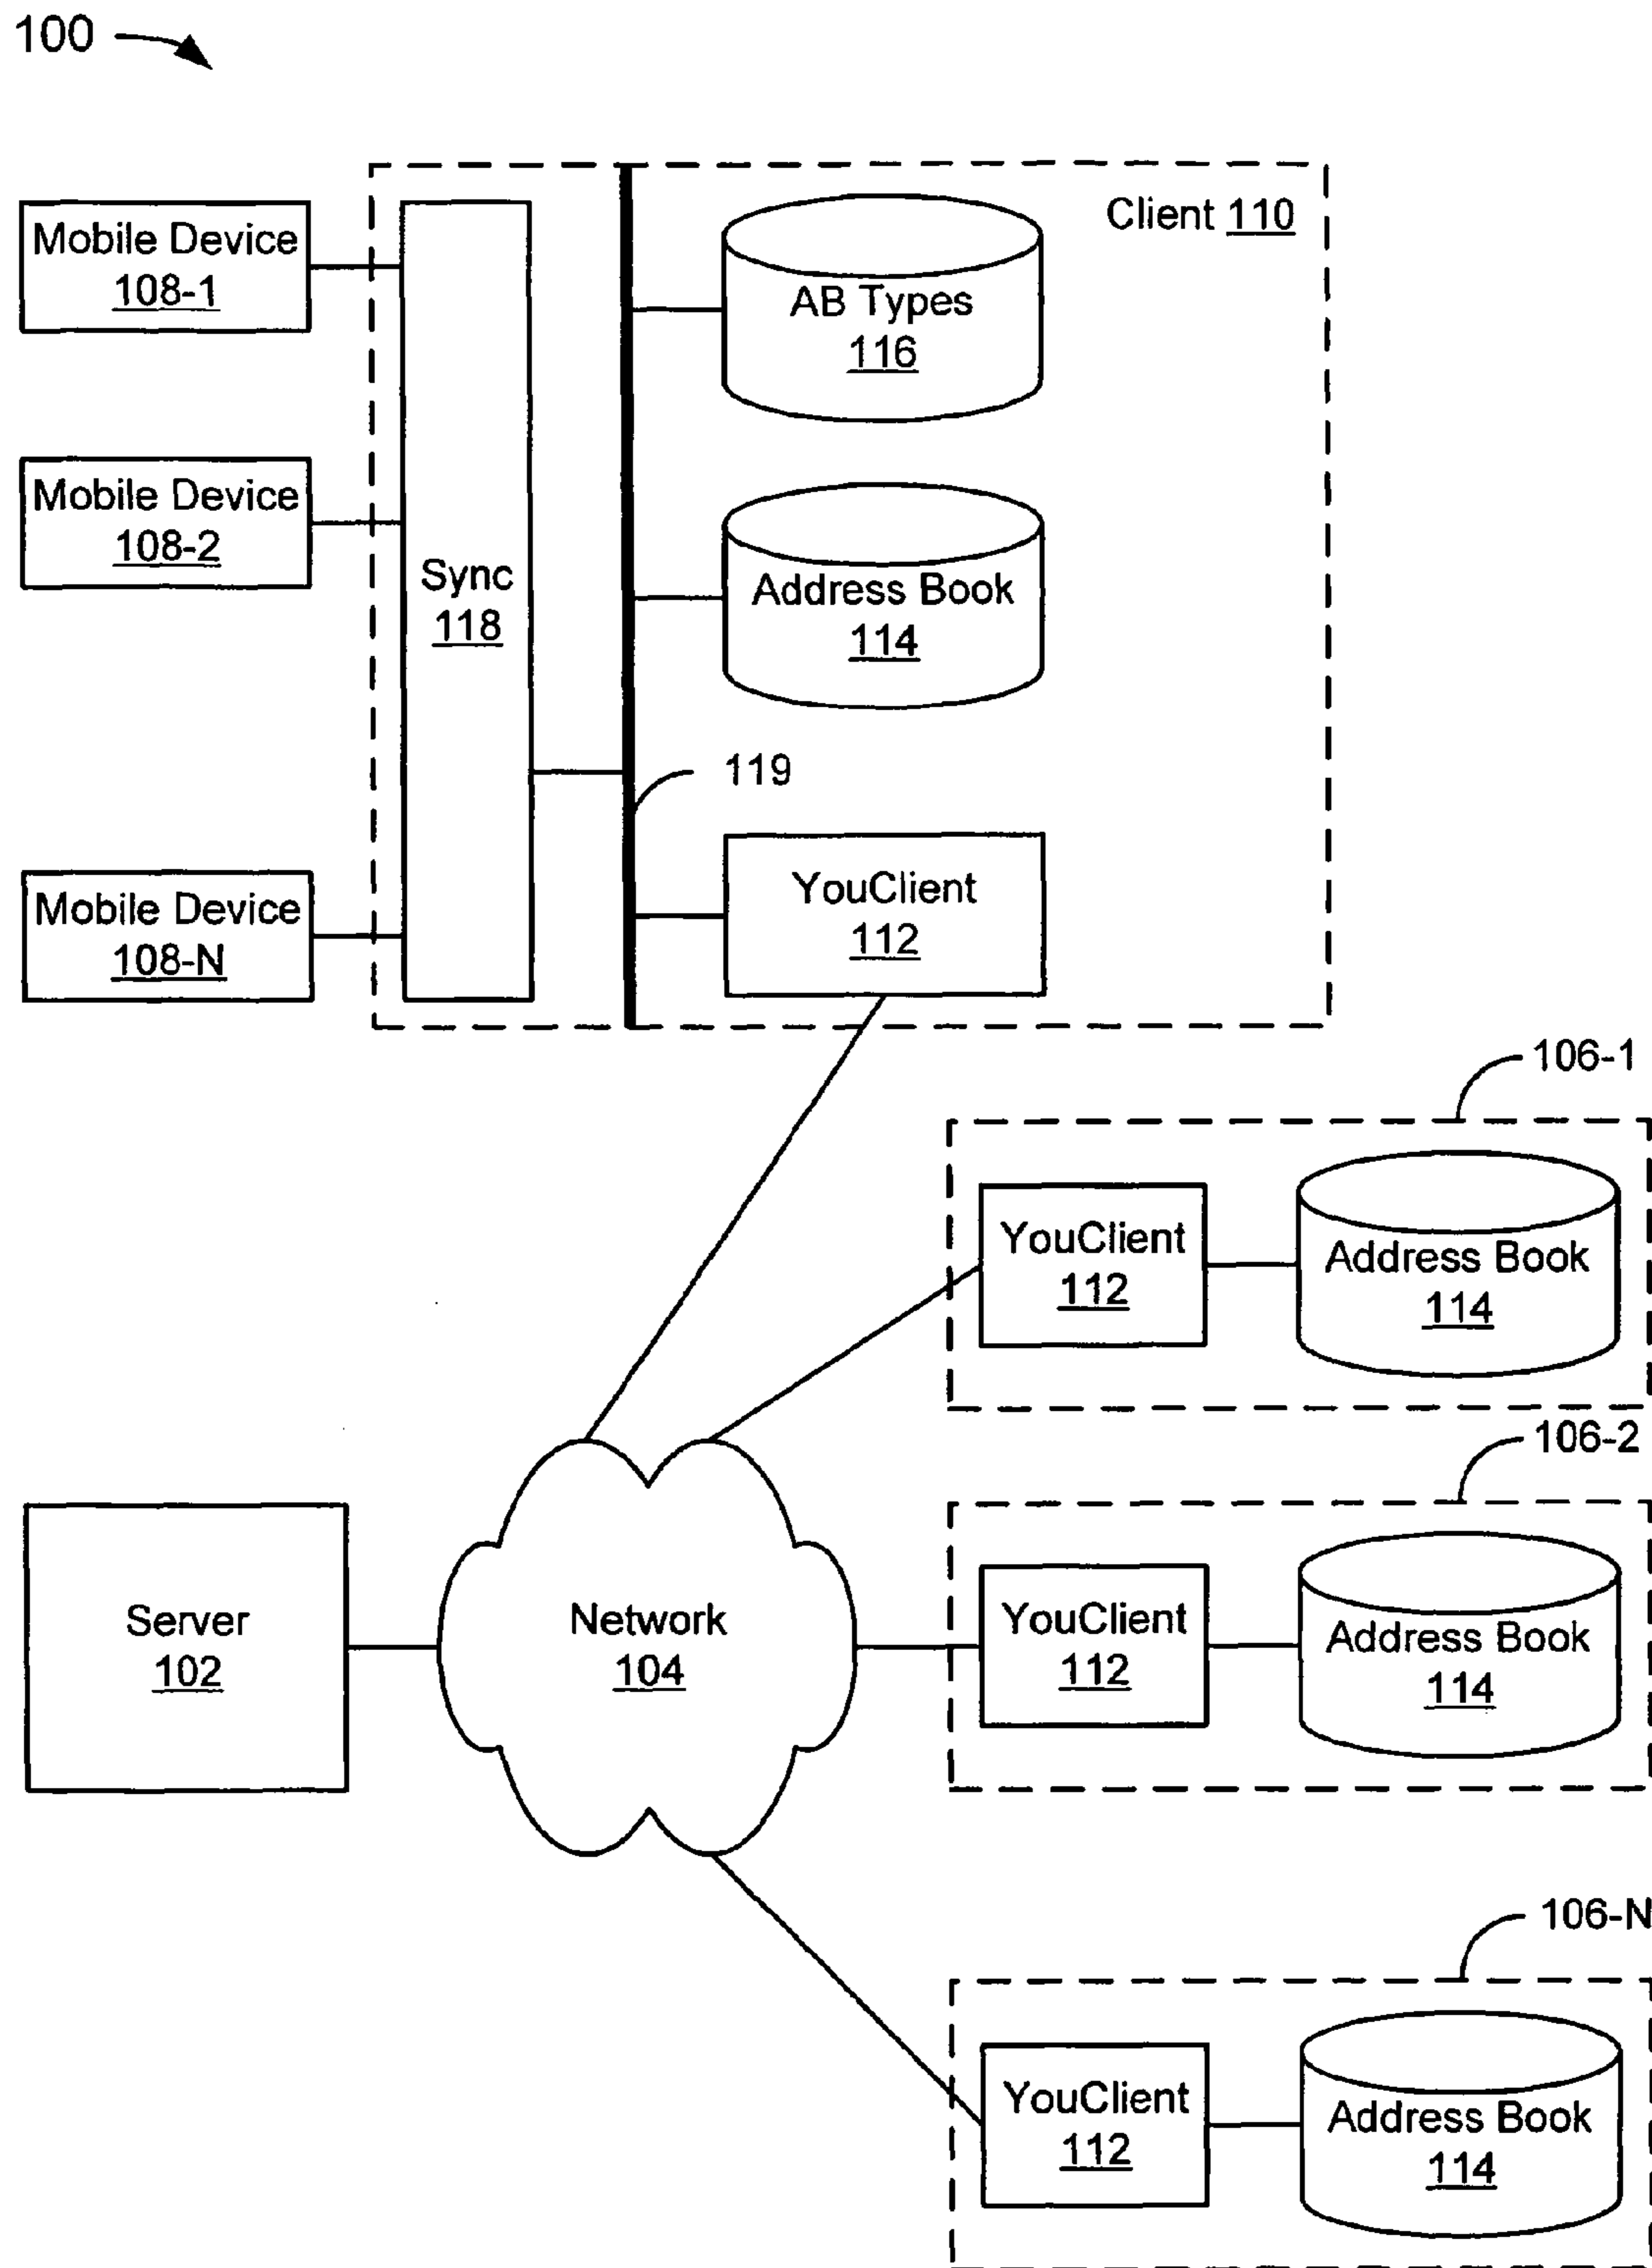 100
Mobile Device
108-1
Mobile Device
108-2
Mobile Device
108-N
Sync
118
Client 110
AB Types
116
Address Book
114
119
YouClient
112
106-1
YouClient
112
Address Book
114
106-2
Server
102
Network
104
YouClient
112
Address Book
114
106-N
YouClient
112
Address Book
114